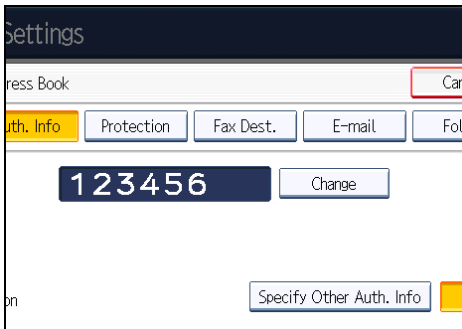 Settings
ress Book
Car
uth. Info Protection Fax Dest. E-mail Fol
123456 Change
on Specify Other Auth. Info